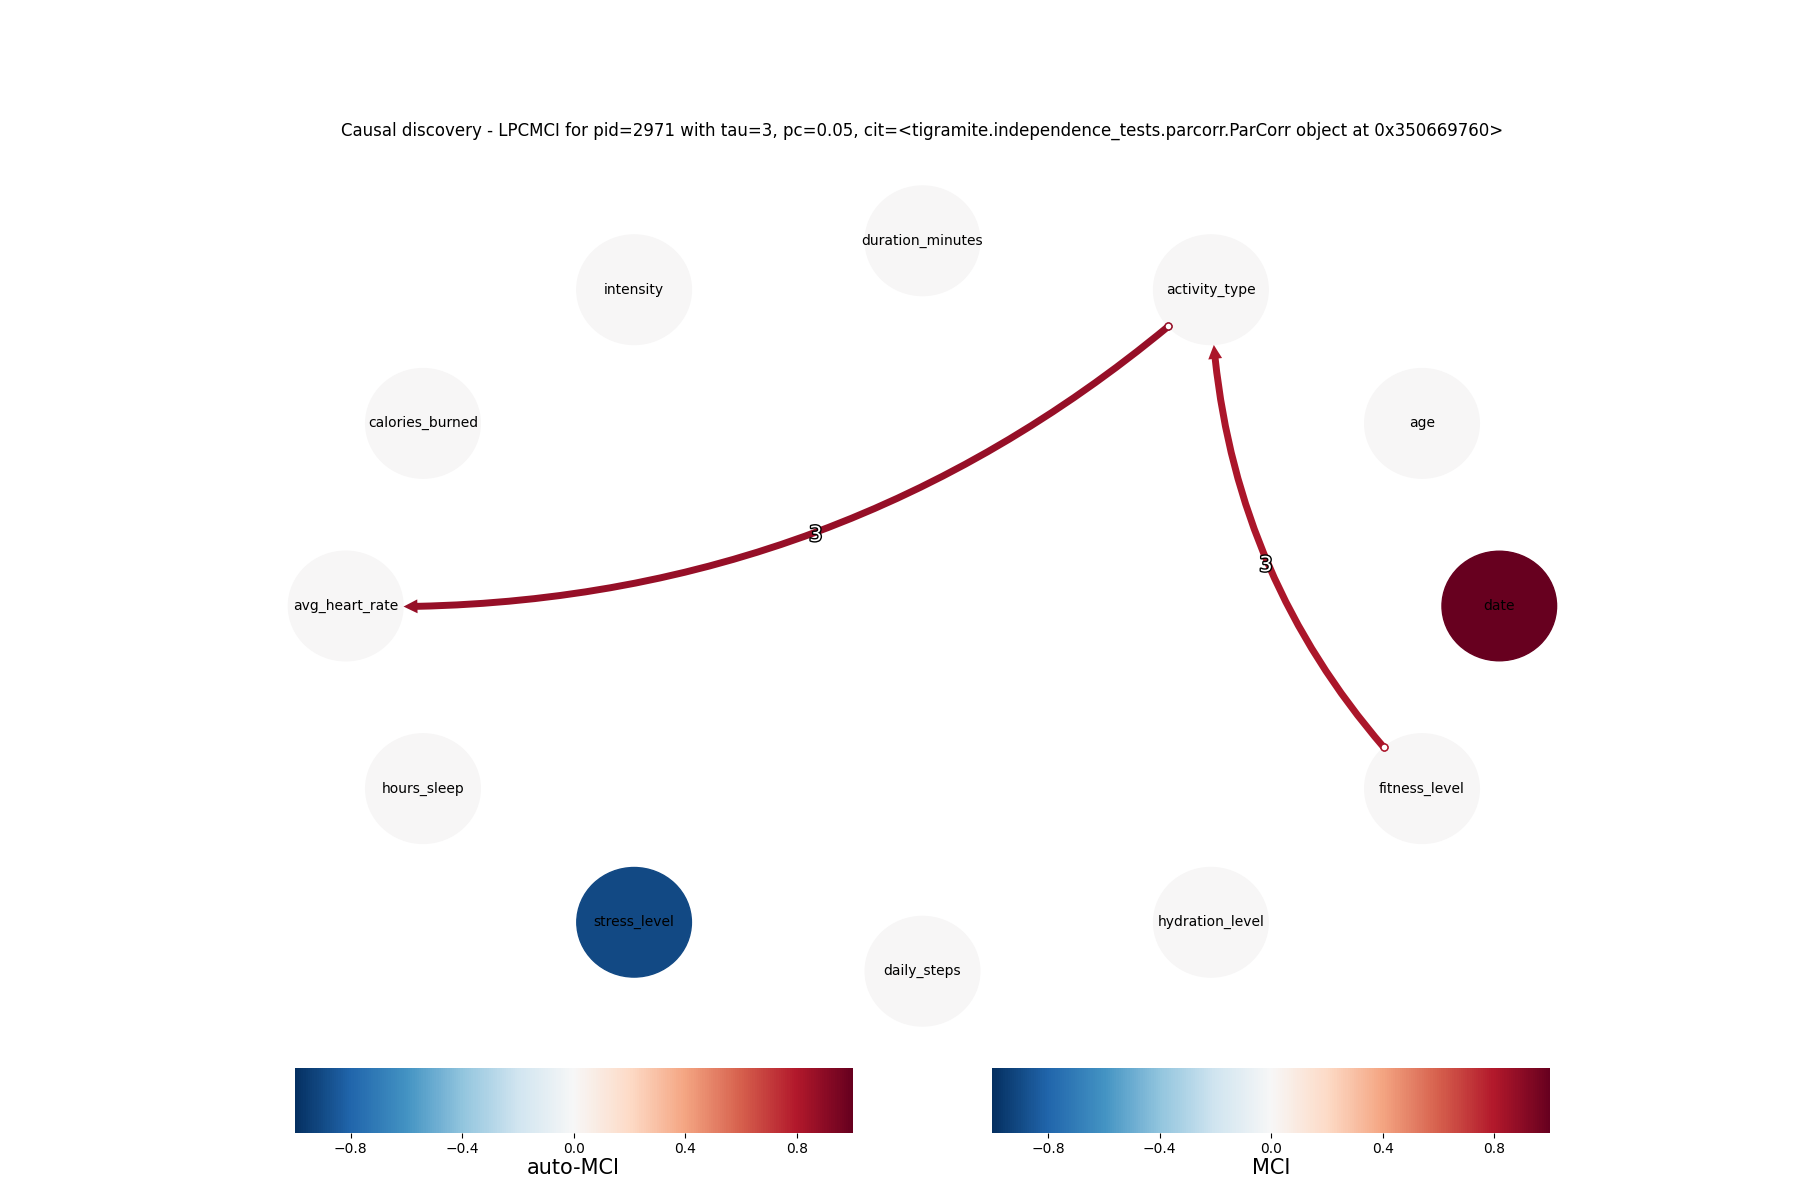 Causal discovery - LPCMCI for pid=2971 with tau=3, pc=0.05, cit=<tigramite.independence_tests.parcorr.ParCorr object at 0x350669760>
duration_minutes
intensity
activity_type
calories_burned
age
3
3
avg_heart_rate
date
hours_sleep
fitness_level
stress_level
hydration_level
daily_steps
−0.8 −0.4 0.0 0.4 0.8
auto-MCI
−0.8 −0.4 0.0 0.4 0.8
MCI